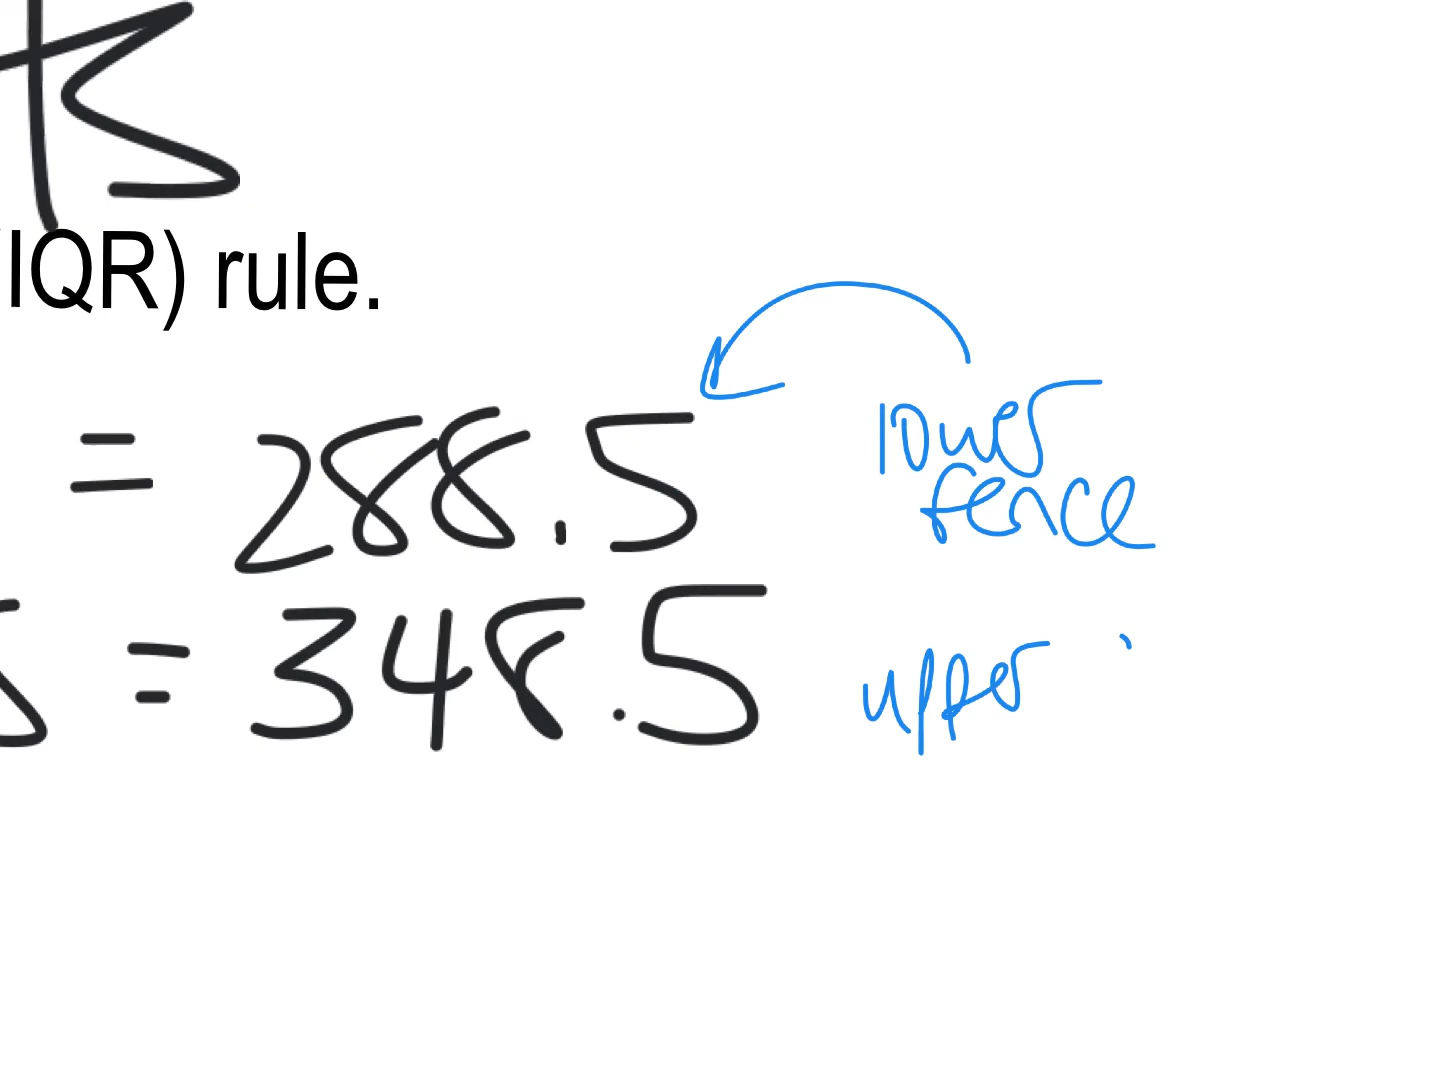 (IQR) rule.
= 288.5 lower
fence
= 348.5 upper